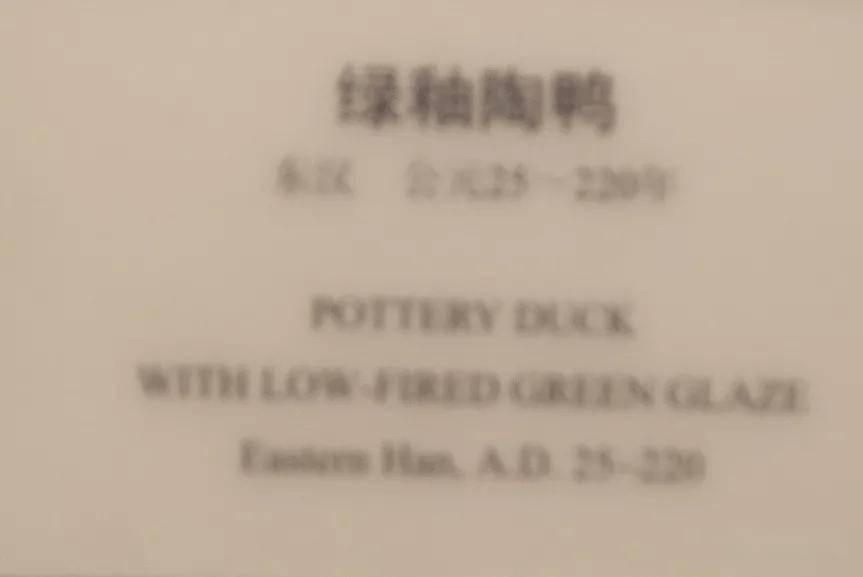 绿釉陶鸭
东汉 公元25－220年
POTTERY DUCK
WITH LOW-FIRED GREEN GLAZE
Eastern Han, A.D. 25-220